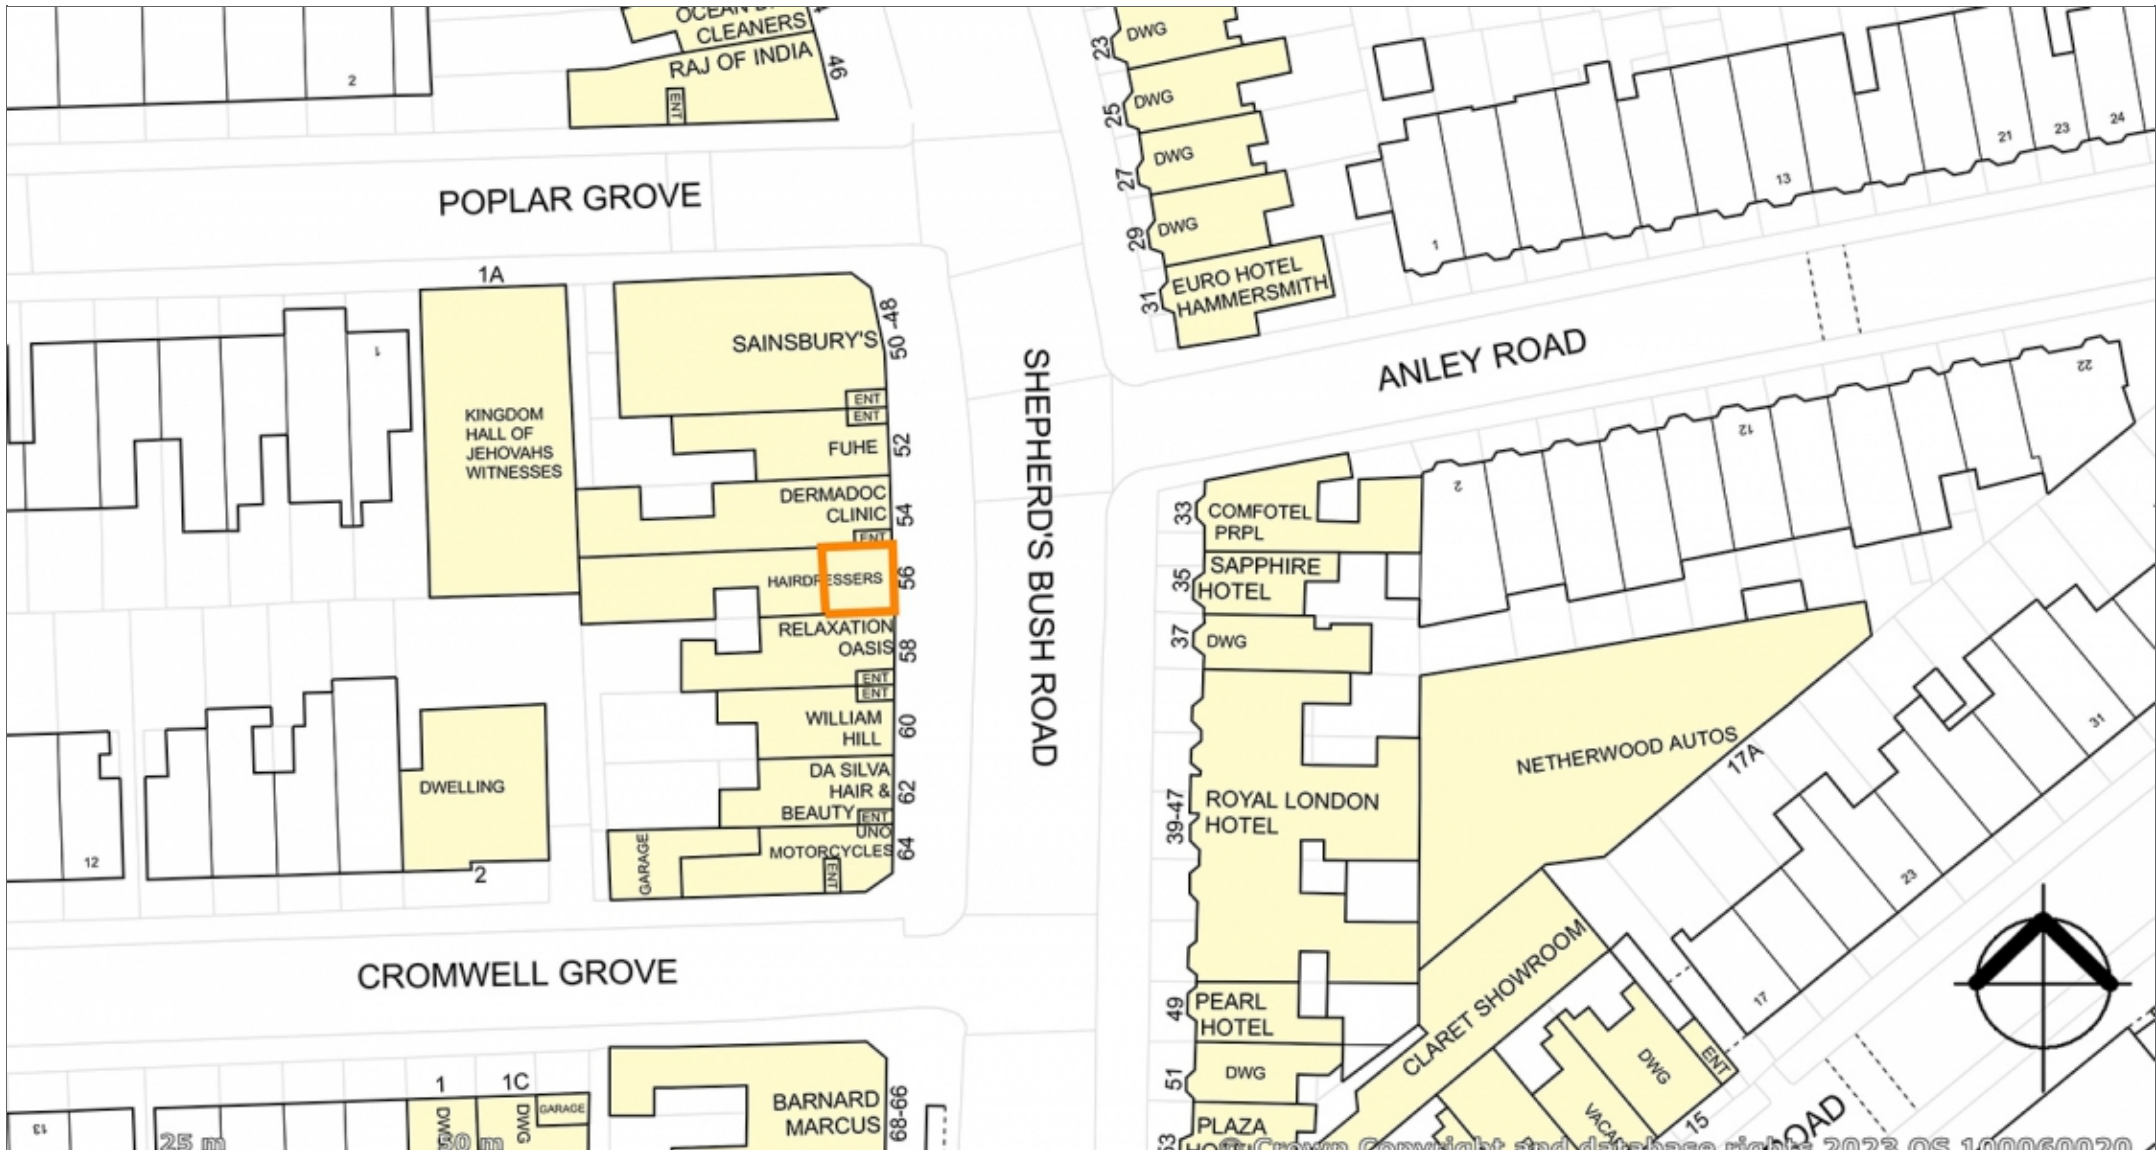 OCEAN
CLEANERS
RAJ OF INDIA
46
ENT
2
POPLAR GROVE
1A
KINGDOM
HALL OF
JEHOVAHS
WITNESSES
1
SAINSBURY'S
50-48
ENT
ENT
FUHE
52
DERMADOC
CLINIC
54
ENT
HAIRDRESSERS
56
RELAXATION
OASIS
58
ENT
ENT
WILLIAM
HILL
60
DA SILVA
HAIR &
BEAUTY
62
ENT
UNO
MOTORCYCLES
64
ENT
GARAGE
DWELLING
2
12
CROMWELL GROVE
1
1C
DWG
DWG
GARAGE
13
BARNARD
MARCUS
68-66
25 m
50 m
SHEPHERD'S BUSH ROAD
23
DWG
25
DWG
27
DWG
29
DWG
31
EURO HOTEL
HAMMERSMITH
1
13
21
23
24
ANLEY ROAD
2
12
22
33
COMFOTEL
PRPL
35
SAPPHIRE
HOTEL
37
DWG
39-47
ROYAL LONDON
HOTEL
NETHERWOOD AUTOS
17A
49
PEARL
HOTEL
51
DWG
PLAZA
CLARET SHOWROOM
DWG
ENT
15
17
23
31
ROAD
© Crown Copyright and database rights 2023 OS 100060020